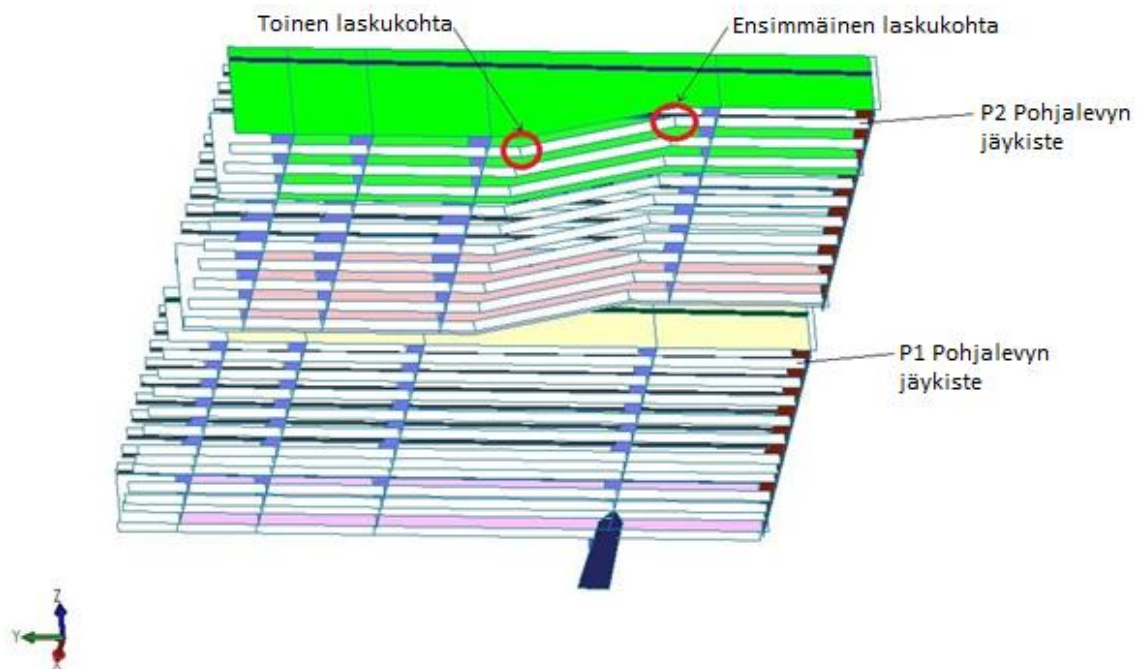 Toinen laskukohta
Ensimmäinen laskukohta
P2 Pohjalevyn
jäykiste
P1 Pohjalevyn
jäykiste
Z
Y
X